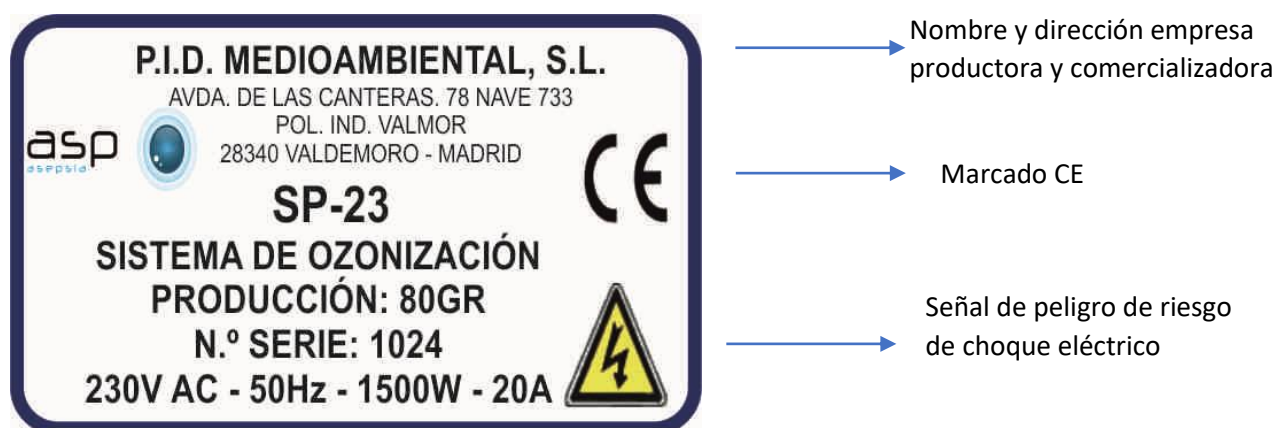 P.I.D. MEDIOAMBIENTAL, S.L.
AVDA. DE LAS CANTERAS. 78 NAVE 733
POL. IND. VALMOR
28340 VALDEMORO - MADRID
asp
asepsia
CE
SP-23
SISTEMA DE OZONIZACIÓN
PRODUCCIÓN: 80GR
N.º SERIE: 1024
230V AC - 50Hz - 1500W - 20A
Nombre y dirección empresa
productora y comercializadora
Marcado CE
Señal de peligro de riesgo
de choque eléctrico